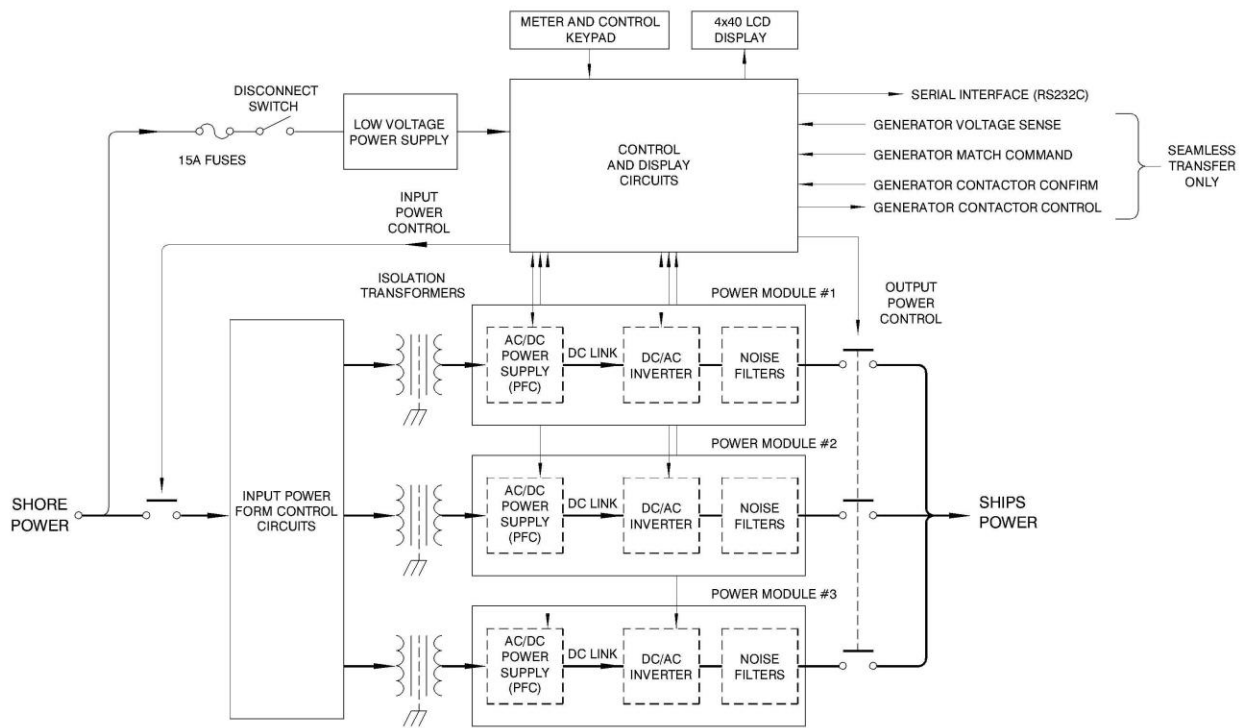 METER AND CONTROL
KEYPAD
4x40 LCD
DISPLAY
DISCONNECT
SWITCH
15A FUSES
LOW VOLTAGE
POWER SUPPLY
CONTROL
AND DISPLAY
CIRCUITS
SERIAL INTERFACE (RS232C)
GENERATOR VOLTAGE SENSE
GENERATOR MATCH COMMAND
GENERATOR CONTACTOR CONFIRM
GENERATOR CONTACTOR CONTROL
SEAMLESS
TRANSFER
ONLY
INPUT
POWER
CONTROL
ISOLATION
TRANSFORMERS
POWER MODULE #1
OUTPUT
POWER
CONTROL
AC/DC
POWER
SUPPLY
(PFC)
DC LINK
DC/AC
INVERTER
NOISE
FILTERS
POWER MODULE #2
SHORE
POWER
INPUT POWER
FORM CONTROL
CIRCUITS
AC/DC
POWER
SUPPLY
(PFC)
DC LINK
DC/AC
INVERTER
NOISE
FILTERS
SHIPS
POWER
POWER MODULE #3
AC/DC
POWER
SUPPLY
(PFC)
DC LINK
DC/AC
INVERTER
NOISE
FILTERS